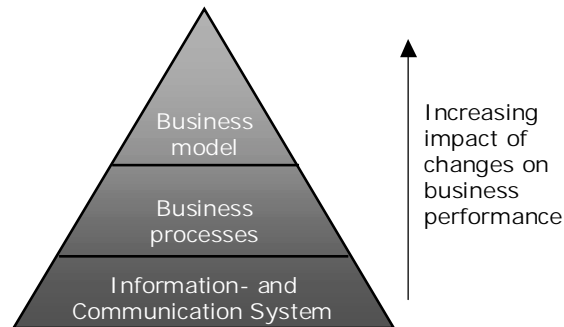 Business
model
Business
processes
Information- and
Communication System
Increasing
impact of
changes on
business
performance